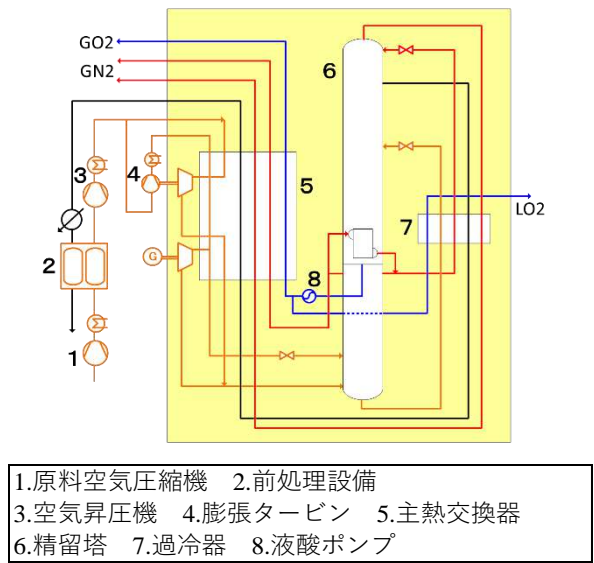 GO2
GN2
6
3
4
5
LO2
7
2
G
8
1
1.原料空気圧縮機　2.前処理設備
3.空気昇圧機　4.膨張タービン　5.主熱交換器
6.精留塔　7.過冷器　8.液酸ポンプ